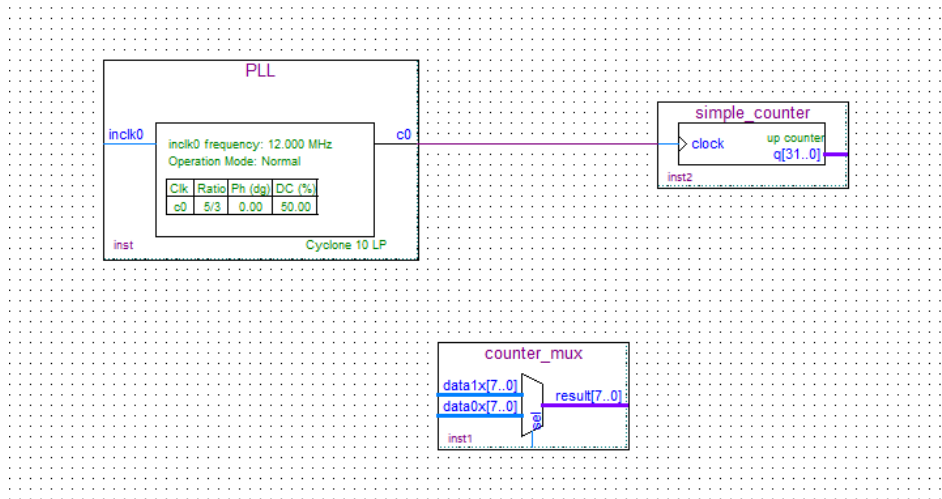 PLL
inclk0
c0
inclk0 frequency: 12.000 MHz
Operation Mode: Normal
Clk Ratio Ph (dg) DC (%)
c0 5/3 0.00 50.00
inst
Cyclone 10 LP
simple_counter
up counter
clock
q[31..0]
inst2
counter_mux
data1x[7..0]
result[7..0]
data0x[7..0]
sel
inst1